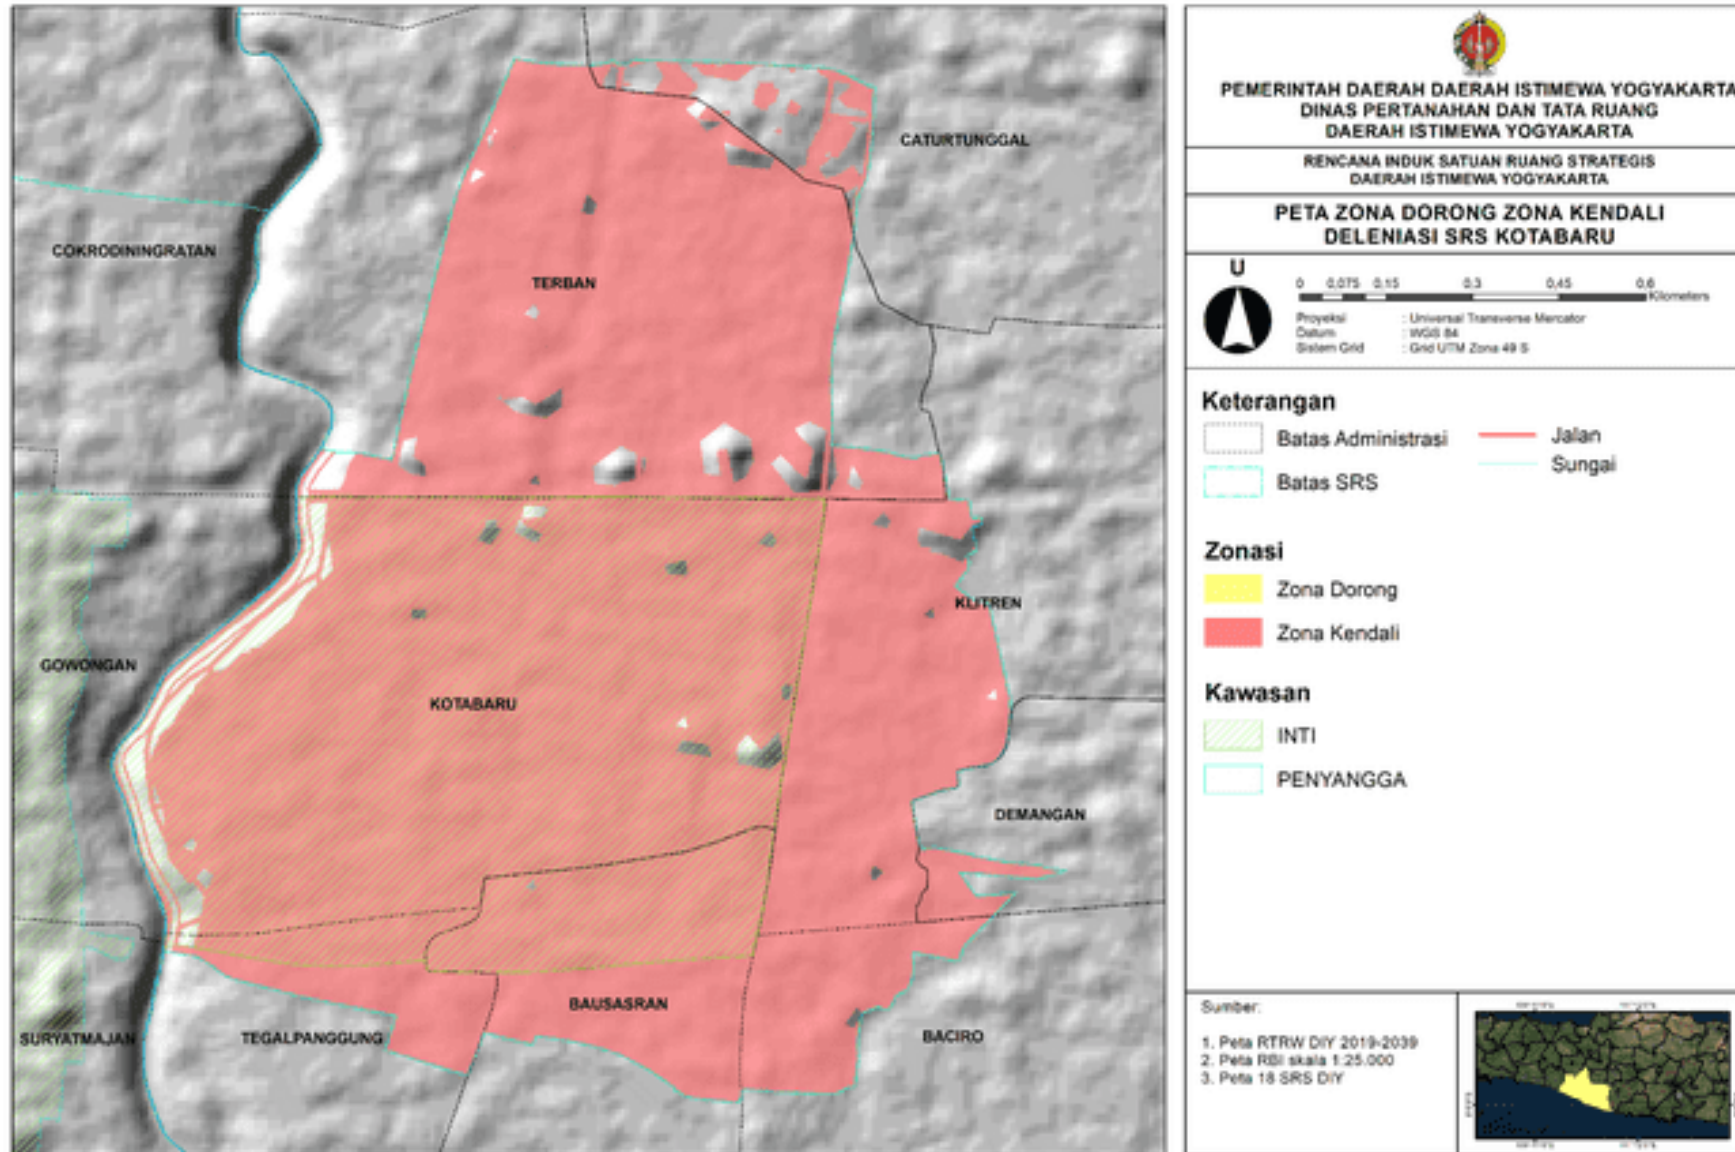 CATURTUNGGAL
COKRODININGRATAN
TERBAN
KLITREN
GOWONGAN
KOTABARU
DEMANGAN
BAUSASRAN
SURYATMAJAN
TEGALPANGGUNG
BACIRO
PEMERINTAH DAERAH DAERAH ISTIMEWA YOGYAKARTA
DINAS PERTANAHAN DAN TATA RUANG
DAERAH ISTIMEWA YOGYAKARTA
RENCANA INDUK SATUAN RUANG STRATEGIS
DAERAH ISTIMEWA YOGYAKARTA
PETA ZONA DORONG ZONA KENDALI
DELENIASI SRS KOTABARU
U
0 0,075 0,15 0,3 0,45 0,6
Kilometers
Proyeksi : Universal Transverse Mercator
Datum : WGS 84
Sistem Grid : Grid UTM Zona 49 S
Keterangan
Batas Administrasi
Jalan
Batas SRS
Sungai
Zonasi
Zona Dorong
Zona Kendali
Kawasan
INTI
PENYANGGA
Sumber:
1. Peta RTRW DIY 2019-2039
2. Peta RBI skala 1:25.000
3. Peta 18 SRS DIY